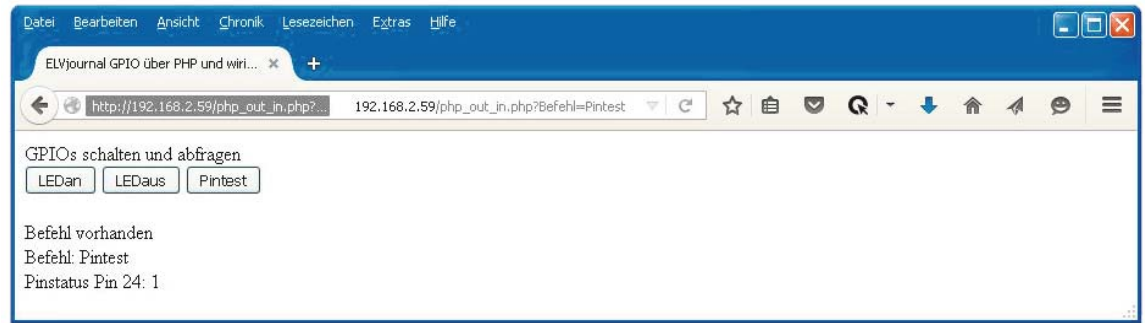 Datei Bearbeiten Ansicht Chronik Lesezeichen Extras Hilfe
ELVjournal GPIO über PHP und wiri...
http://192.168.2.59/php_out_in.php?... 192.168.2.59/php_out_in.php?Befehl=Pintest
GPIOs schalten und abfragen
LEDan LEDaus Pintest
Befehl vorhanden
Befehl: Pintest
Pinstatus Pin 24: 1